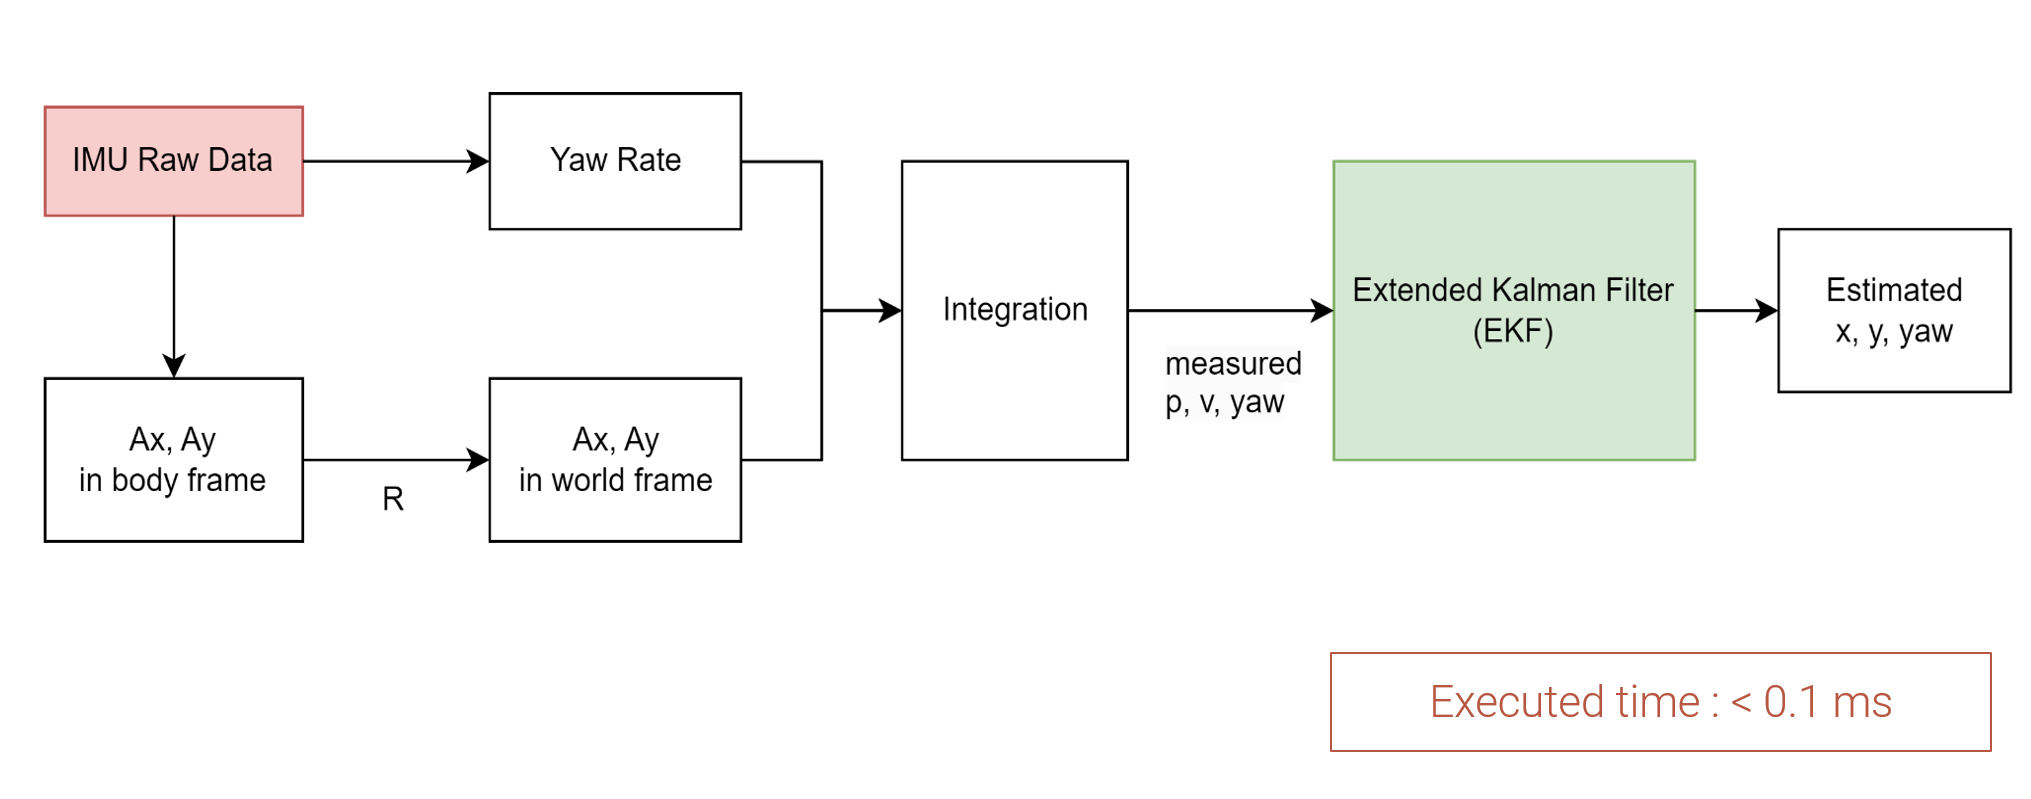 IMU Raw Data
Yaw Rate
Ax, Ay
in body frame
R
Ax, Ay
in world frame
Integration
measured
p, v, yaw
Extended Kalman Filter
(EKF)
Estimated
x, y, yaw
Executed time : < 0.1 ms